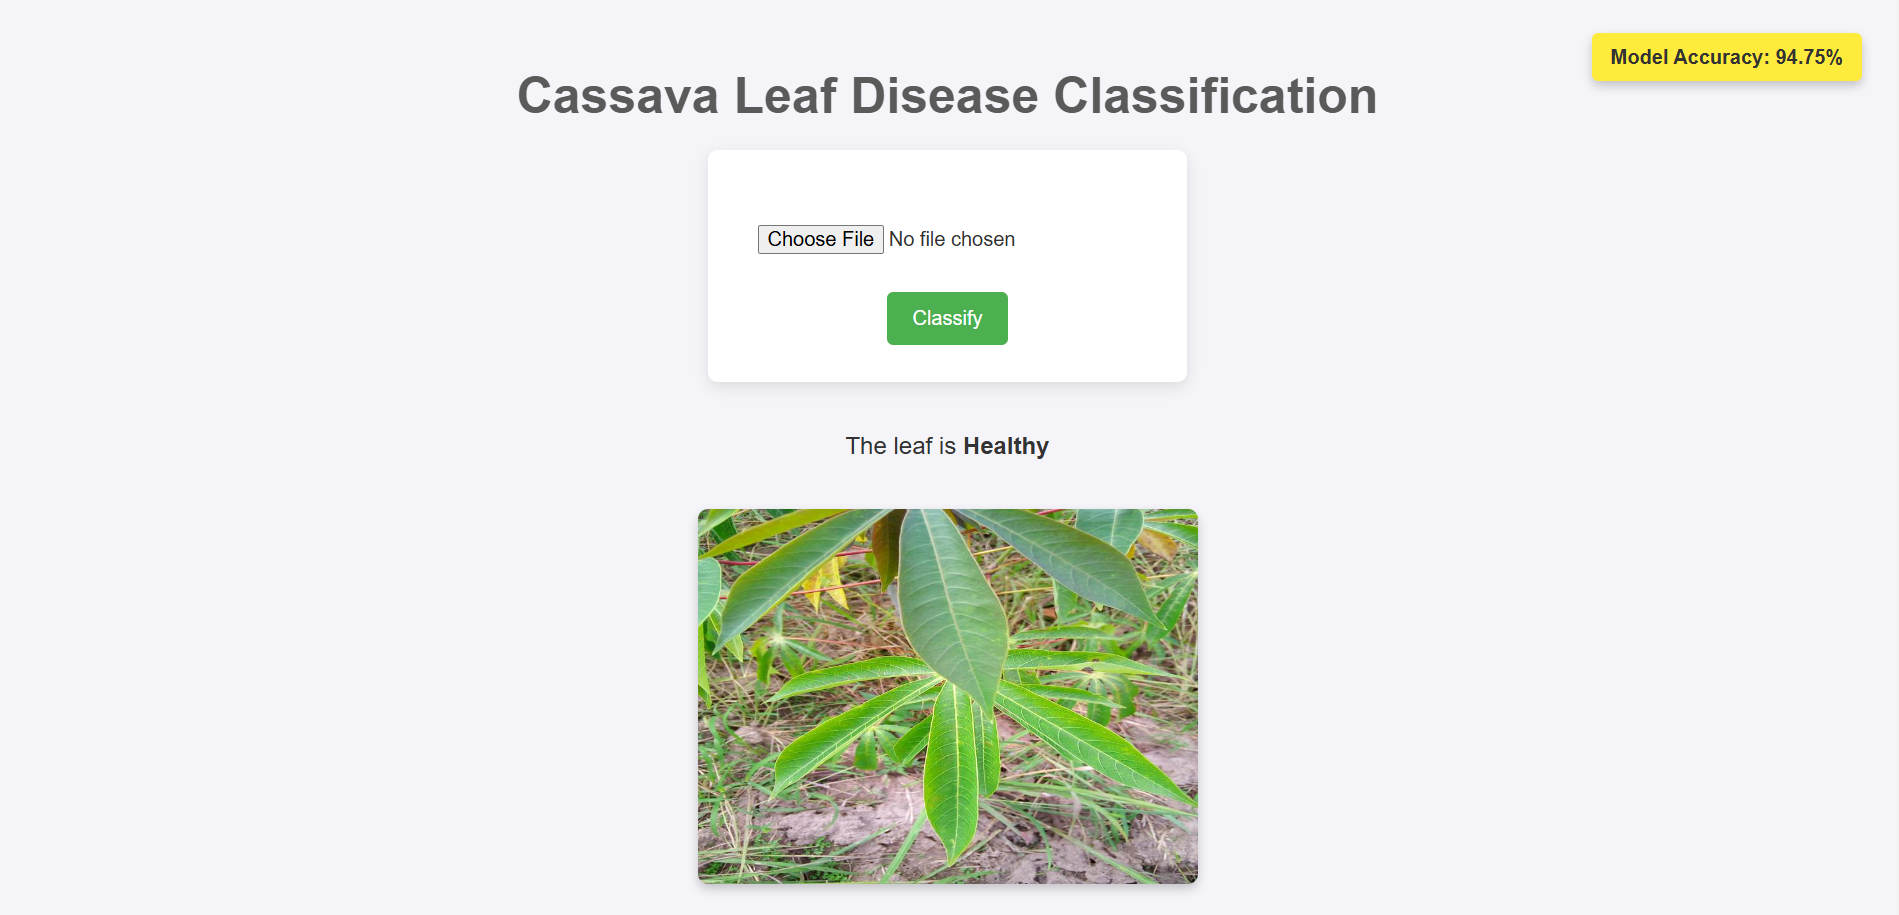 Model Accuracy: 94.75%
Cassava Leaf Disease Classification
Choose File No file chosen
Classify
The leaf is Healthy